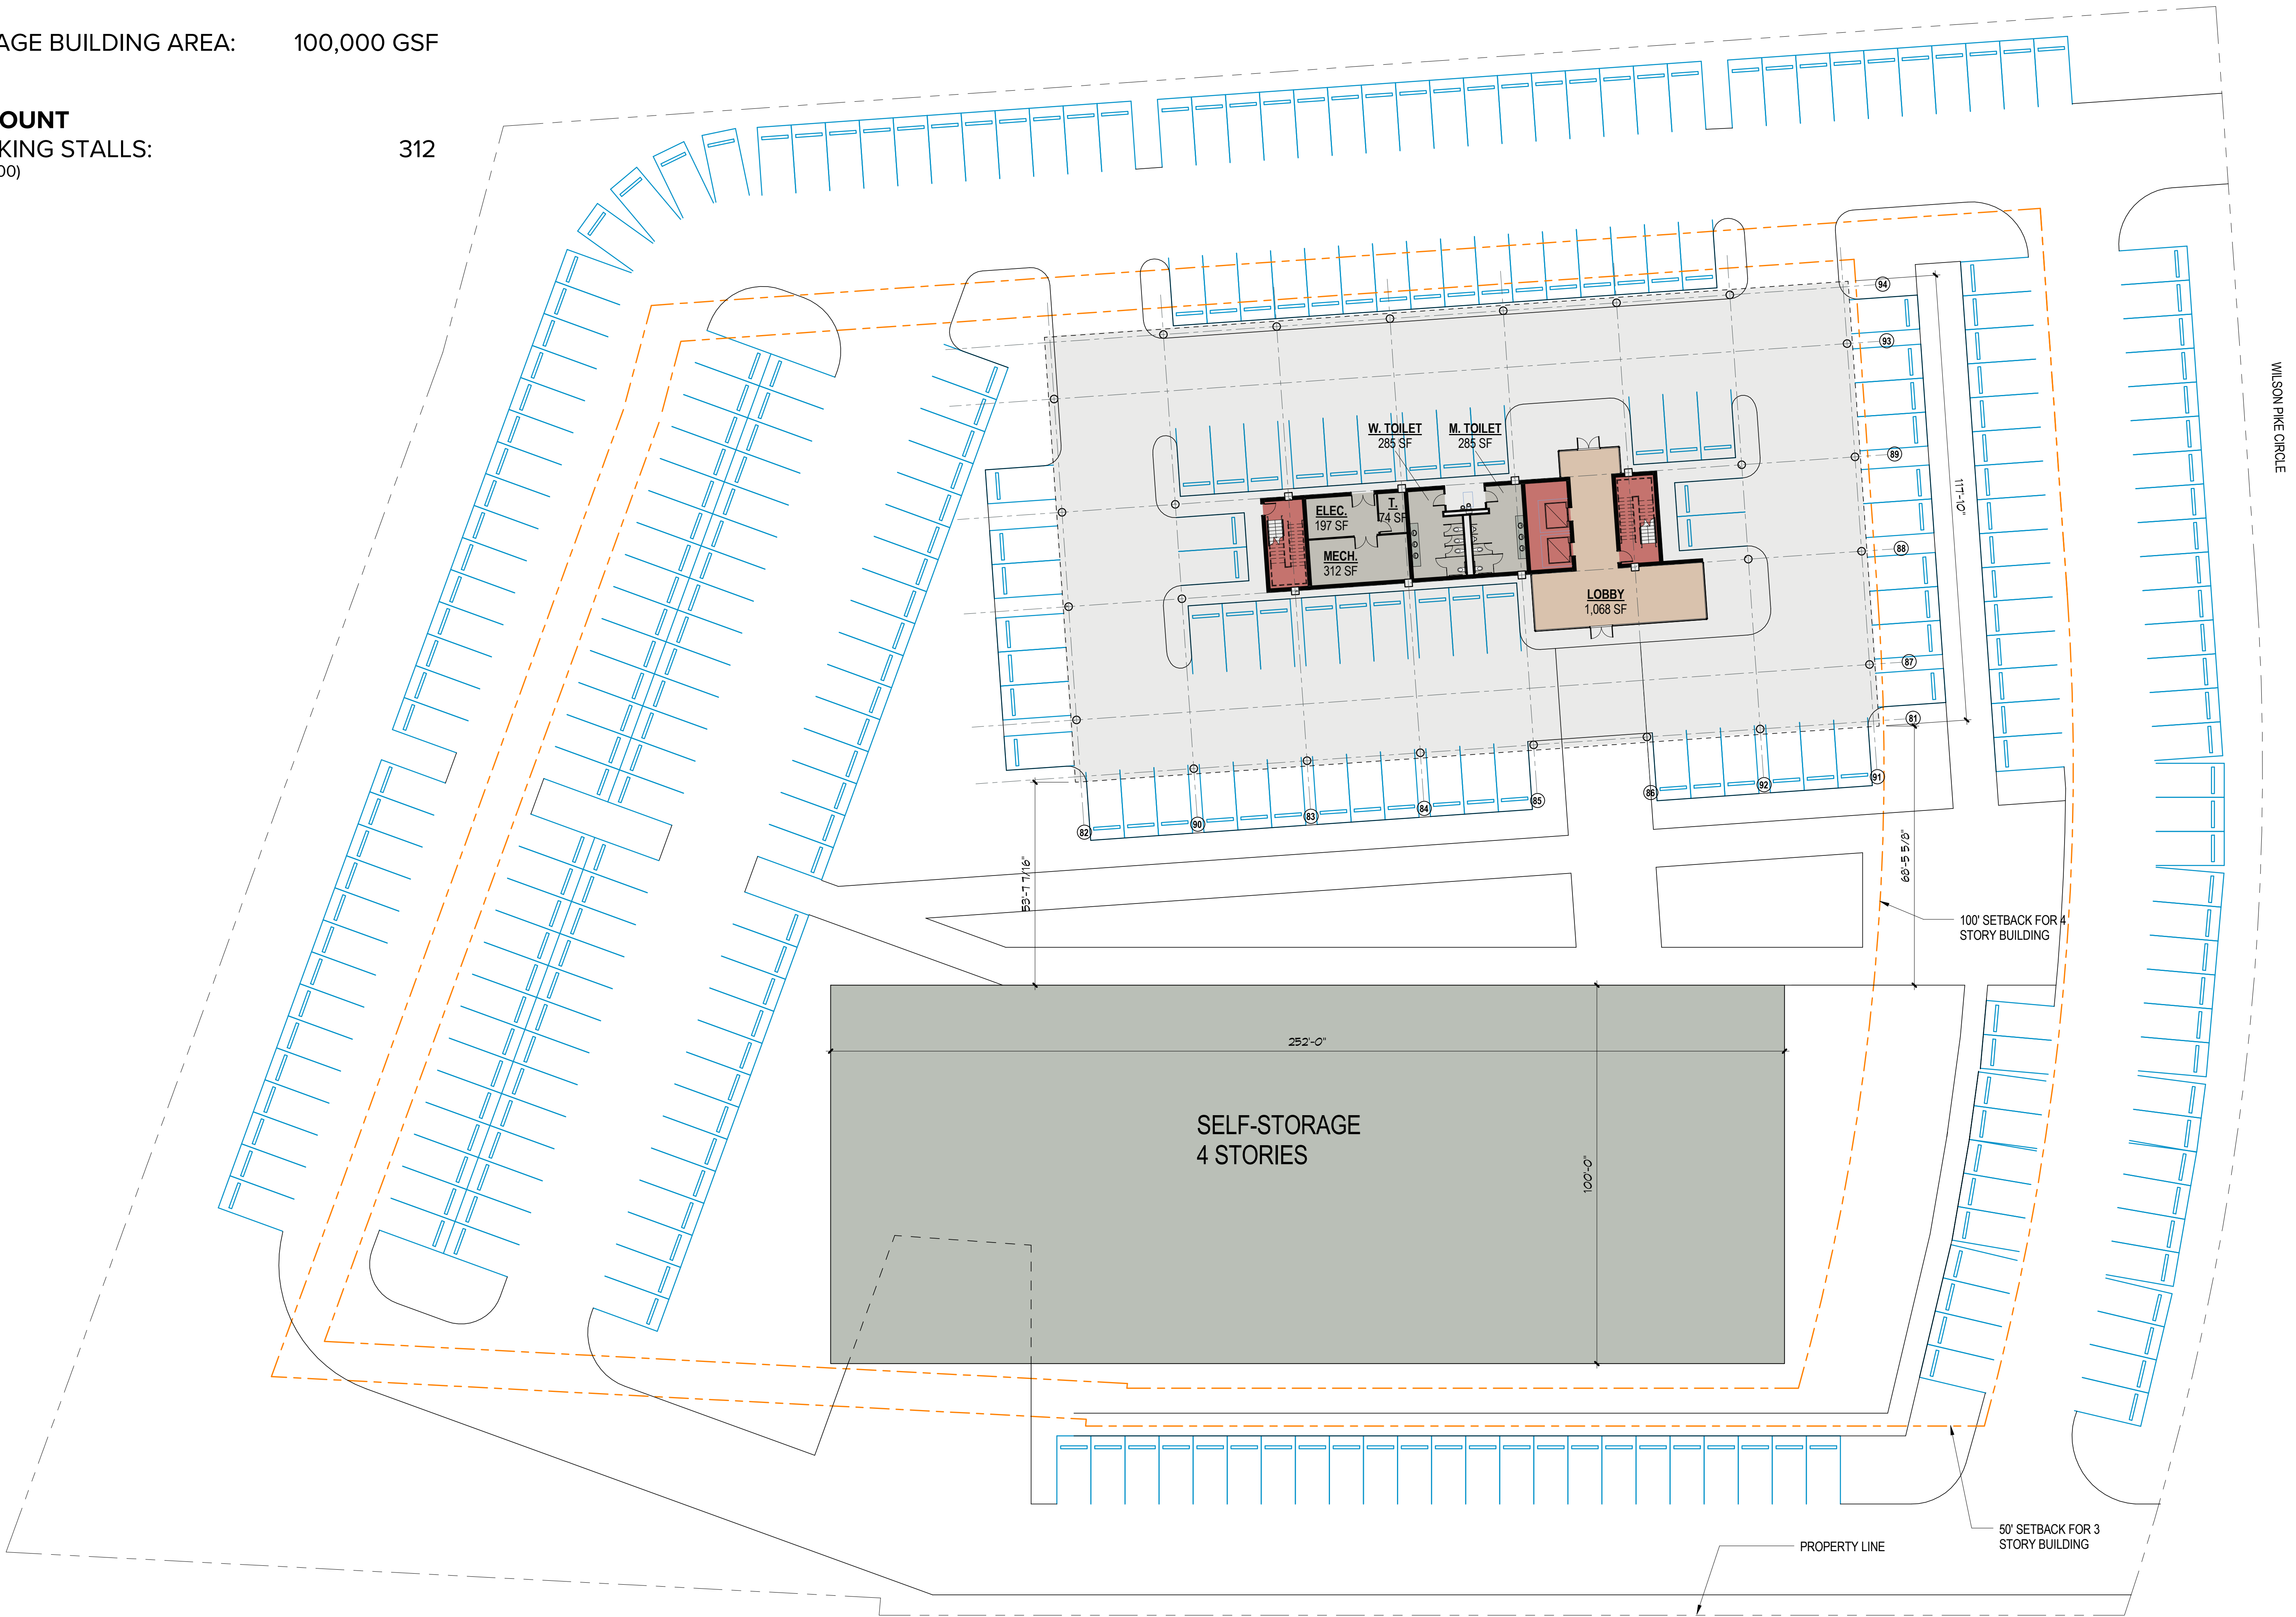 AGE BUILDING AREA: 100,000 GSF
OUNT
KING STALLS: 312
00)
WILSON PIKE CIRCLE
94
93
89
117'-10"
88
87
81
W. TOILET
285 SF
M. TOILET
285 SF
ELEC.
197 SF
T.
74 SF
MECH.
312 SF
LOBBY
1,068 SF
82
90
83
84
85
86
92
91
53'-7 7/16"
68'-5 5/8"
100' SETBACK FOR 4
STORY BUILDING
252'-0"
SELF-STORAGE
4 STORIES
100'-0"
50' SETBACK FOR 3
STORY BUILDING
PROPERTY LINE